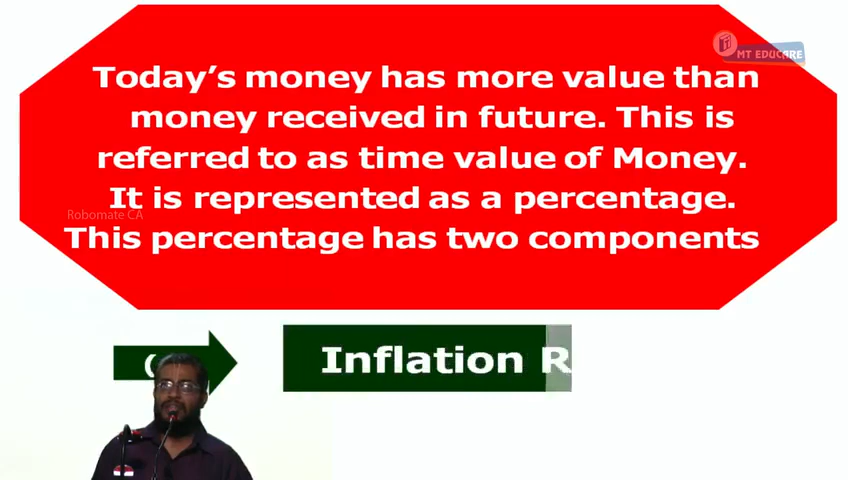 MT EDUCARE
Today's money has more value than
money received in future. This is
referred to as time value of Money.
It is represented as a percentage.
Robomate CA
This percentage has two components
Inflation R